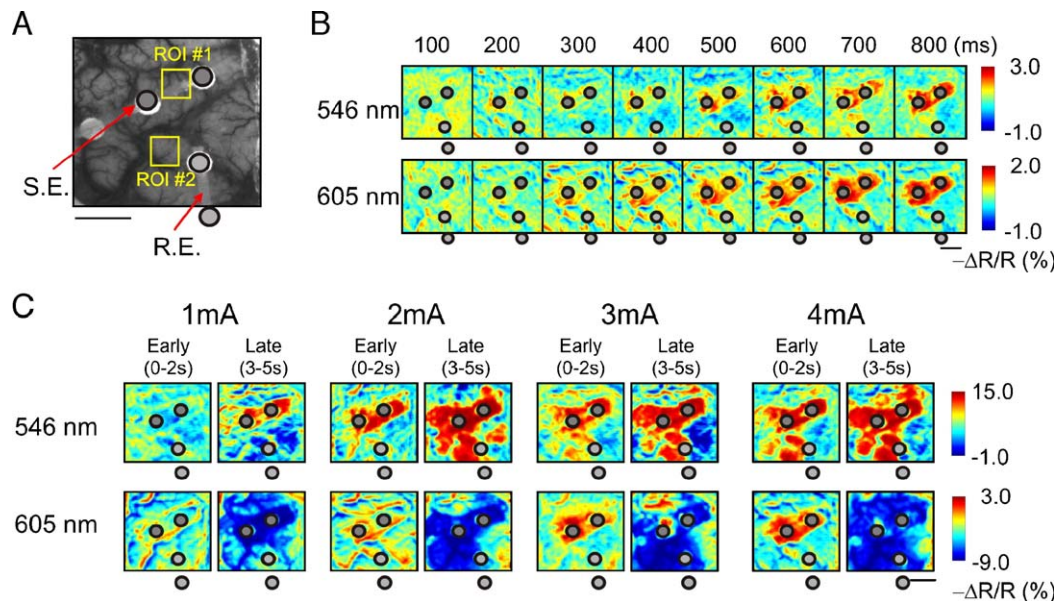 A
ROI #1
ROI #2
S.E.
R.E.
B
100 200 300 400 500 600 700 800 (ms)
546 nm
3.0
-1.0
605 nm
2.0
-1.0
−ΔR/R (%)
C
1mA 2mA 3mA 4mA
Early Late Early Late Early Late Early Late
(0-2s) (3-5s) (0-2s) (3-5s) (0-2s) (3-5s) (0-2s) (3-5s)
546 nm
15.0
-1.0
605 nm
3.0
-9.0
−ΔR/R (%)